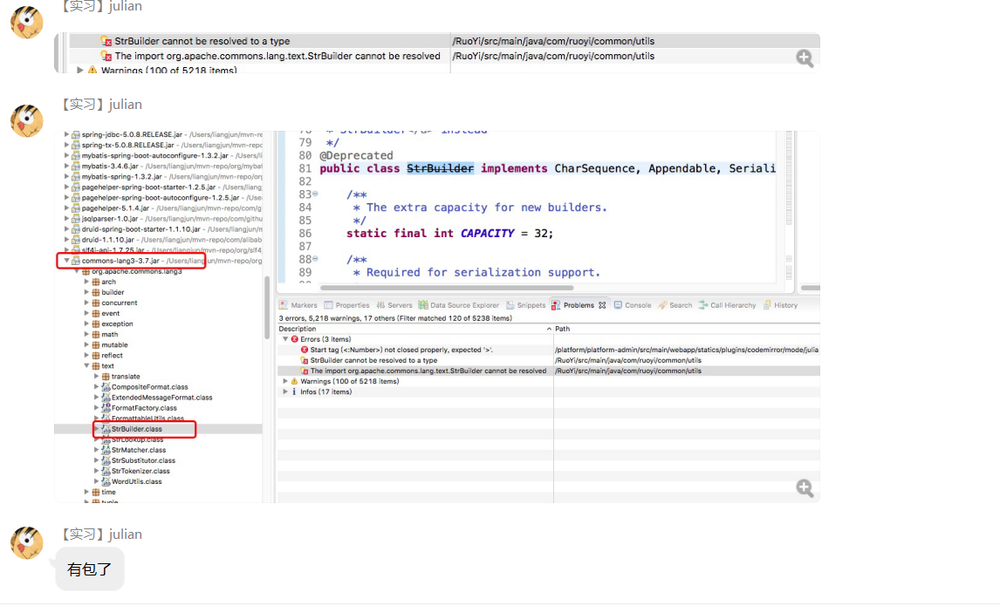 【实习】julian
StrBuilder cannot be resolved to a type /RuoYi/src/main/java/com/ruoyi/common/utils
The import org.apache.commons.lang.text.StrBuilder cannot be resolved /RuoYi/src/main/java/com/ruoyi/common/utils
Warnings (100 of 5218 items)
【实习】julian
spring-jdbc-5.0.8.RELEASE.jar - /Users/liangjun/mvn-repo
spring-tx-5.0.8.RELEASE.jar - /Users/liangjun/mvn-repo
mybatis-spring-boot-autoconfigure-1.3.2.jar - /Users/
mybatis-3.4.6.jar - /Users/liangjun/mvn-repo/org/mybat
mybatis-spring-1.3.2.jar - /Users/liangjun/mvn-repo/org
pagehelper-spring-boot-starter-1.2.5.jar - /Users/liang
pagehelper-spring-boot-autoconfigure-1.2.5.jar - /User
pagehelper-5.1.4.jar - /Users/liangjun/mvn-repo/com/g
jsqlparser-1.0.jar - /Users/liangjun/mvn-repo/com/githu
druid-spring-boot-starter-1.1.10.jar - /Users/liangjun/m
druid-1.1.10.jar - /Users/liangjun/mvn-repo/com/alibab
slf4j-api-1.7.25.jar - /Users/liangjun/mvn-repo/org/slf4
commons-lang3-3.7.jar - /Users/liangjun/mvn-repo/org
org.apache.commons.lang3
arch
builder
concurrent
event
exception
math
mutable
reflect
text
translate
CompositeFormat.class
ExtendedMessageFormat.class
FormatFactory.class
FormattableUtils.class
StrBuilder.class
StrLookup.class
StrMatcher.class
StrSubstitutor.class
StrTokenizer.class
WordUtils.class
time
tuple
78 * StrBuilder</a> instead
79 */
80 @Deprecated
81 public class StrBuilder implements CharSequence, Appendable, Seriali
82
83 /**
84 * The extra capacity for new builders.
85 */
86 static final int CAPACITY = 32;
87
88 /**
89 * Required for serialization support.
90
Markers Properties Servers Data Source Explorer Snippets Problems Console Search Call Hierarchy History
3 errors, 5,218 warnings, 17 others (Filter matched 120 of 5238 items)
Description Path
Errors (3 items)
Start tag (<:Number>) not closed properly, expected '>'. /platform/platform-admin/src/main/webapp/statics/plugins/codemirror/mode/julia
StrBuilder cannot be resolved to a type /RuoYi/src/main/java/com/ruoyi/common/utils
The import org.apache.commons.lang.text.StrBuilder cannot be resolved /RuoYi/src/main/java/com/ruoyi/common/utils
Warnings (100 of 5218 items)
Infos (17 items)
【实习】julian
有包了